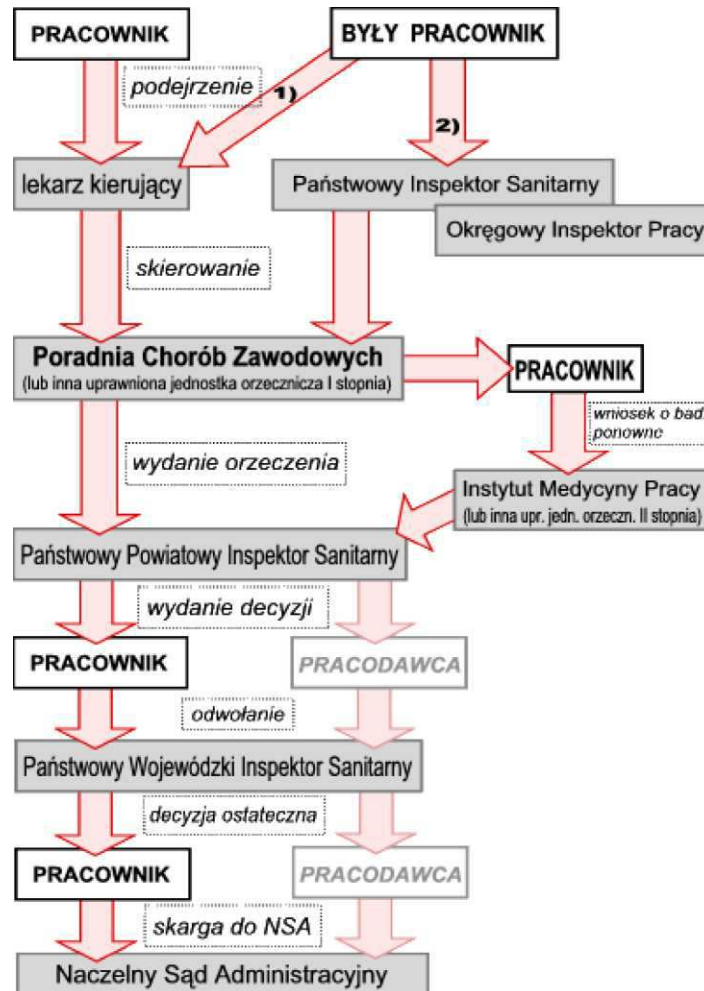 PRACOWNIK
BYŁY PRACOWNIK
podejrzenie
1)
2)
lekarz kierujący
Państwowy Inspektor Sanitarny
Okręgowy Inspektor Pracy
skierowanie
Poradnia Chorób Zawodowych
(lub inna uprawniona jednostka orzecznicza I stopnia)
PRACOWNIK
wniosek o bad.
ponowne
wydanie orzeczenia
Instytut Medycyny Pracy
(lub inna upr. jedn. orzeczn. II stopnia)
Państwowy Powiatowy Inspektor Sanitarny
wydanie decyzji
PRACOWNIK
PRACODAWCA
odwołanie
Państwowy Wojewódzki Inspektor Sanitarny
decyzja ostateczna
PRACOWNIK
PRACODAWCA
skarga do NSA
Naczelny Sąd Administracyjny